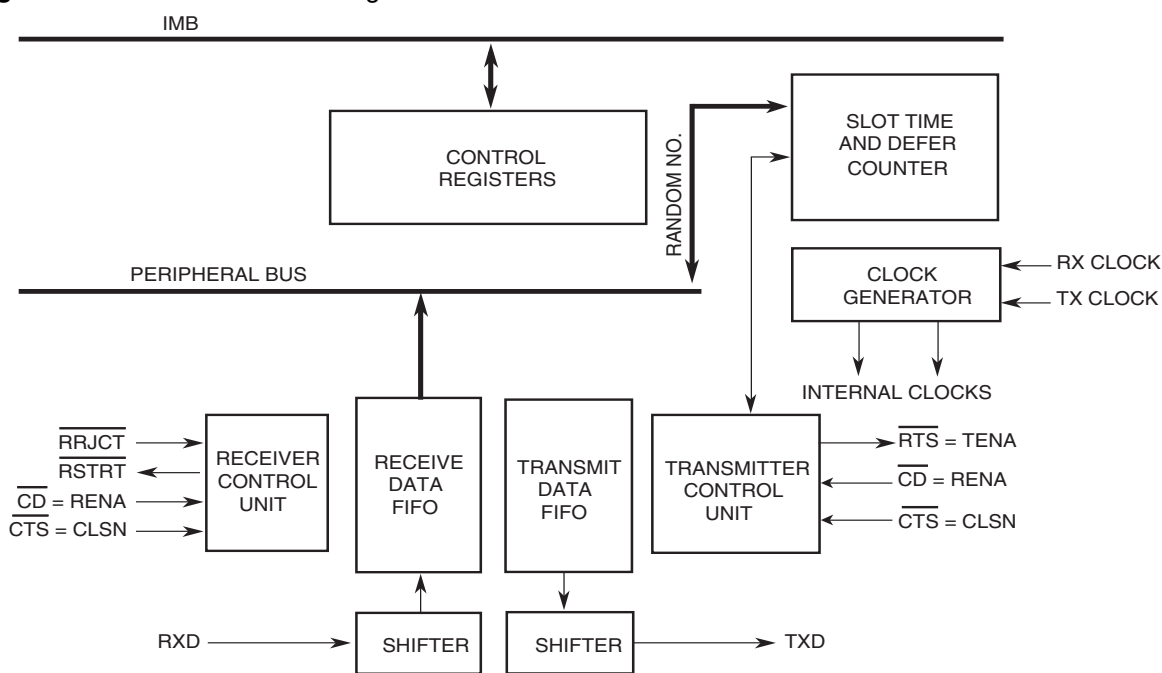 IMB
CONTROL
REGISTERS
RANDOM NO.
SLOT TIME
AND DEFER
COUNTER
PERIPHERAL BUS
CLOCK
GENERATOR
RX CLOCK
TX CLOCK
INTERNAL CLOCKS
RRJCT
RSTRT
CD = RENA
CTS = CLSN
RECEIVER
CONTROL
UNIT
RECEIVE
DATA
FIFO
TRANSMIT
DATA
FIFO
TRANSMITTER
CONTROL
UNIT
RTS = TENA
CD = RENA
CTS = CLSN
RXD
SHIFTER
SHIFTER
TXD